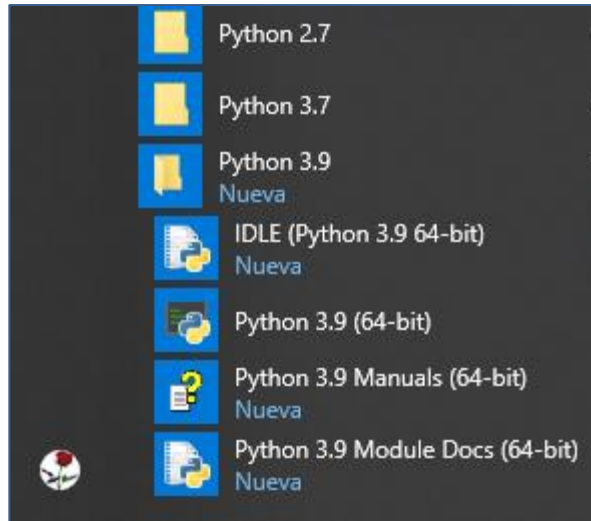 Python 2.7
Python 3.7
Python 3.9
Nueva
IDLE (Python 3.9 64-bit)
Nueva
Python 3.9 (64-bit)
Python 3.9 Manuals (64-bit)
Nueva
Python 3.9 Module Docs (64-bit)
Nueva